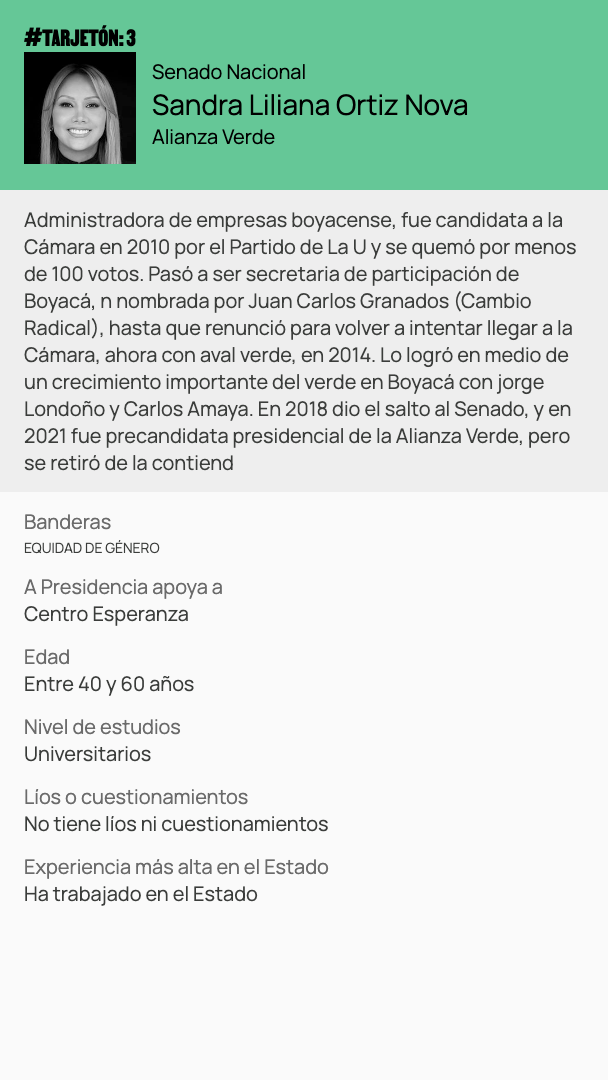 #TARJETÓN: 3
Senado Nacional
Sandra Liliana Ortiz Nova
Alianza Verde
Administradora de empresas boyacense, fue candidata a la
Cámara en 2010 por el Partido de La U y se quemó por menos
de 100 votos. Pasó a ser secretaria de participación de
Boyacá, n nombrada por Juan Carlos Granados (Cambio
Radical), hasta que renunció para volver a intentar llegar a la
Cámara, ahora con aval verde, en 2014. Lo logró en medio de
un crecimiento importante del verde en Boyacá con jorge
Londoño y Carlos Amaya. En 2018 dio el salto al Senado, y en
2021 fue precandidata presidencial de la Alianza Verde, pero
se retiró de la contiend
Banderas
EQUIDAD DE GÉNERO
A Presidencia apoya a
Centro Esperanza
Edad
Entre 40 y 60 años
Nivel de estudios
Universitarios
Líos o cuestionamientos
No tiene líos ni cuestionamientos
Experiencia más alta en el Estado
Ha trabajado en el Estado